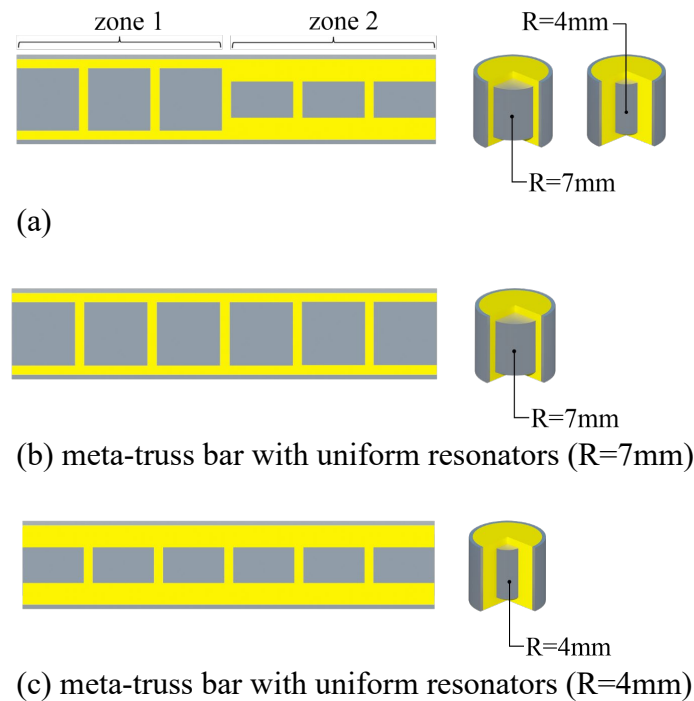 zone 1
zone 2
R=4mm
R=7mm
(a)
R=7mm
(b) meta-truss bar with uniform resonators (R=7mm)
R=4mm
(c) meta-truss bar with uniform resonators (R=4mm)